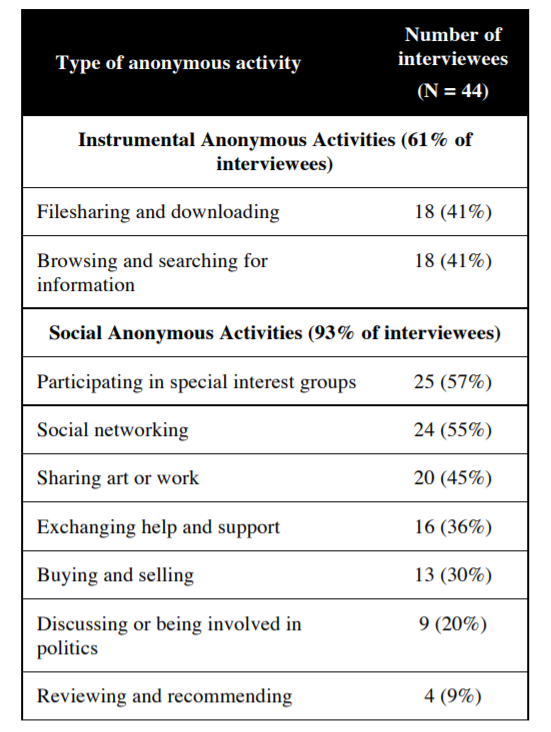 Type of anonymous activity
Number of
interviewees
(N = 44)
Instrumental Anonymous Activities (61% of
interviewees)
Filesharing and downloading 18 (41%)
Browsing and searching for 18 (41%)
information
Social Anonymous Activities (93% of interviewees)
Participating in special interest groups 25 (57%)
Social networking 24 (55%)
Sharing art or work 20 (45%)
Exchanging help and support 16 (36%)
Buying and selling 13 (30%)
Discussing or being involved in 9 (20%)
politics
Reviewing and recommending 4 (9%)